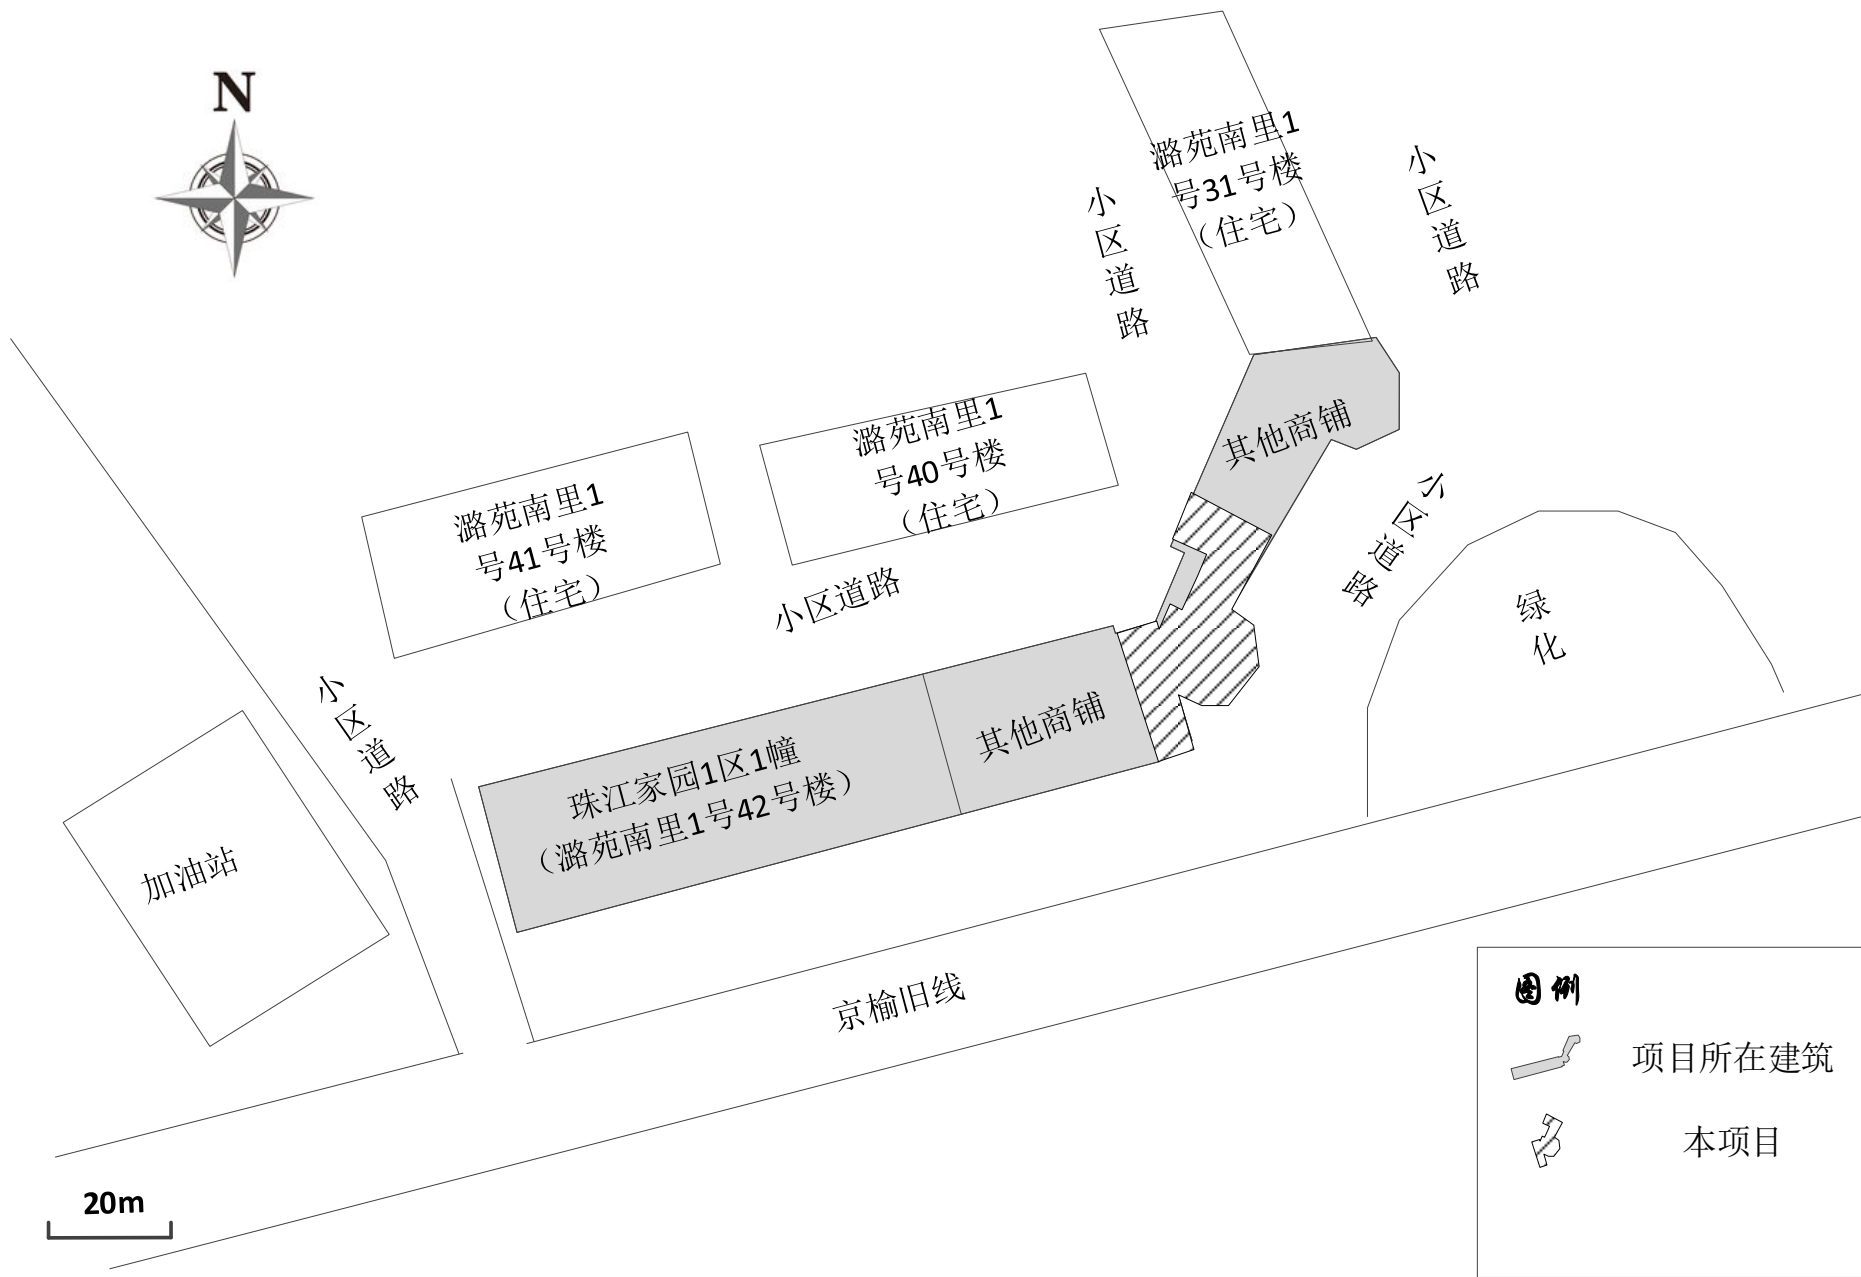 N
潞苑南里1
号31号楼
（住宅）
小区道路
小区道路
其他商铺
潞苑南里1
号40号楼
（住宅）
潞苑南里1
号41号楼
（住宅）
小区道路
小区道路
绿化
小区道路
其他商铺
珠江家园1区1幢
（潞苑南里1号42号楼）
加油站
京榆旧线
图例
项目所在建筑
本项目
20m